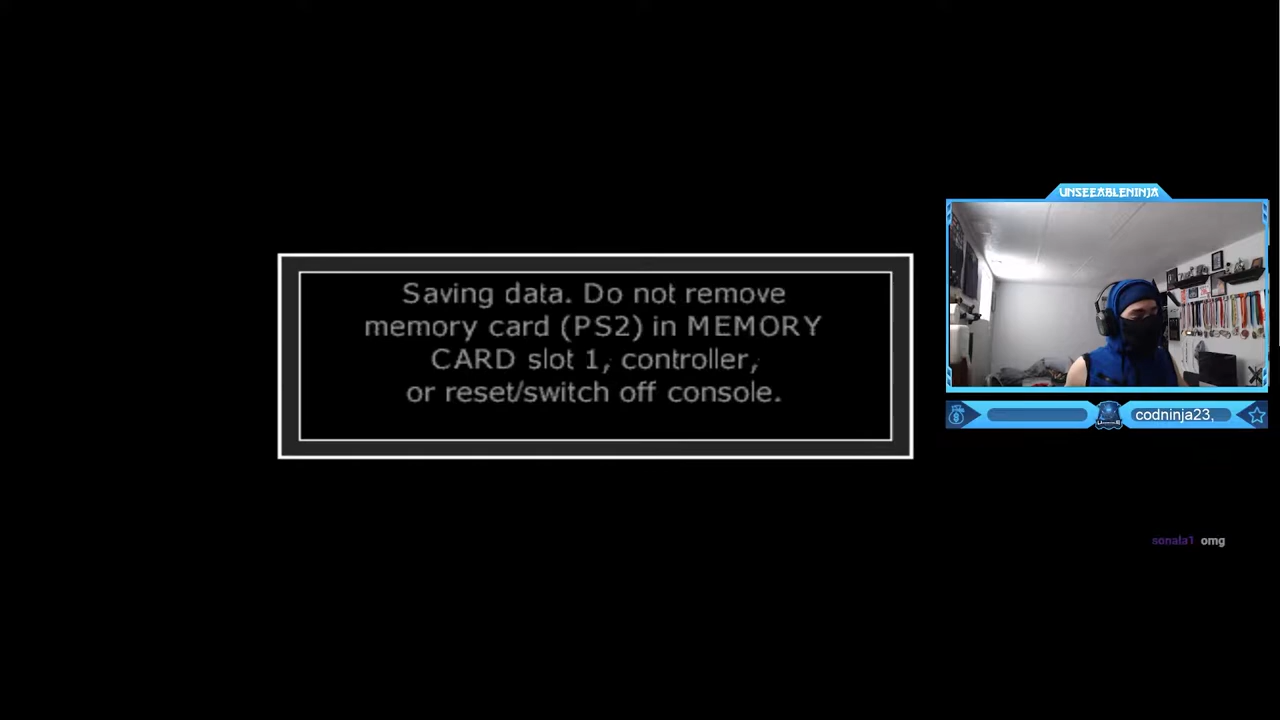 Saving data. Do not remove
memory card (PS2) in MEMORY
CARD slot 1, controller,
or reset/switch off console.
UNSEEABLENINJA
codninja23,
sonala1 omg